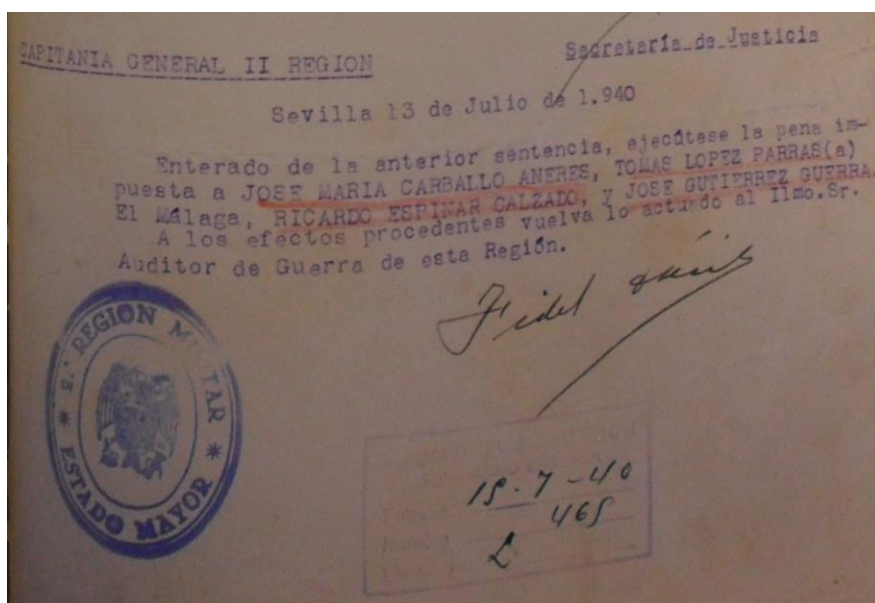 CAPITANIA GENERAL II REGION
Secretaría de Justicia
Sevilla 13 de Julio de 1.940
Enterado de la anterior sentencia, ejecútese la pena im-
puesta a JOSE MARIA CARBALLO ANERES, TOMAS LOPEZ PARRAS(a)
El Málaga, RICARDO ESPINAR CALZADO, y JOSE GUTIERREZ GUERRA.
A los efectos procedentes vuelva lo actuado al Ilmo.Sr.
Auditor de Guerra de esta Región.
Fidel Dávila
2.ª REGION MILITAR
* ESTADO MAYOR *
15-7-40
465
L